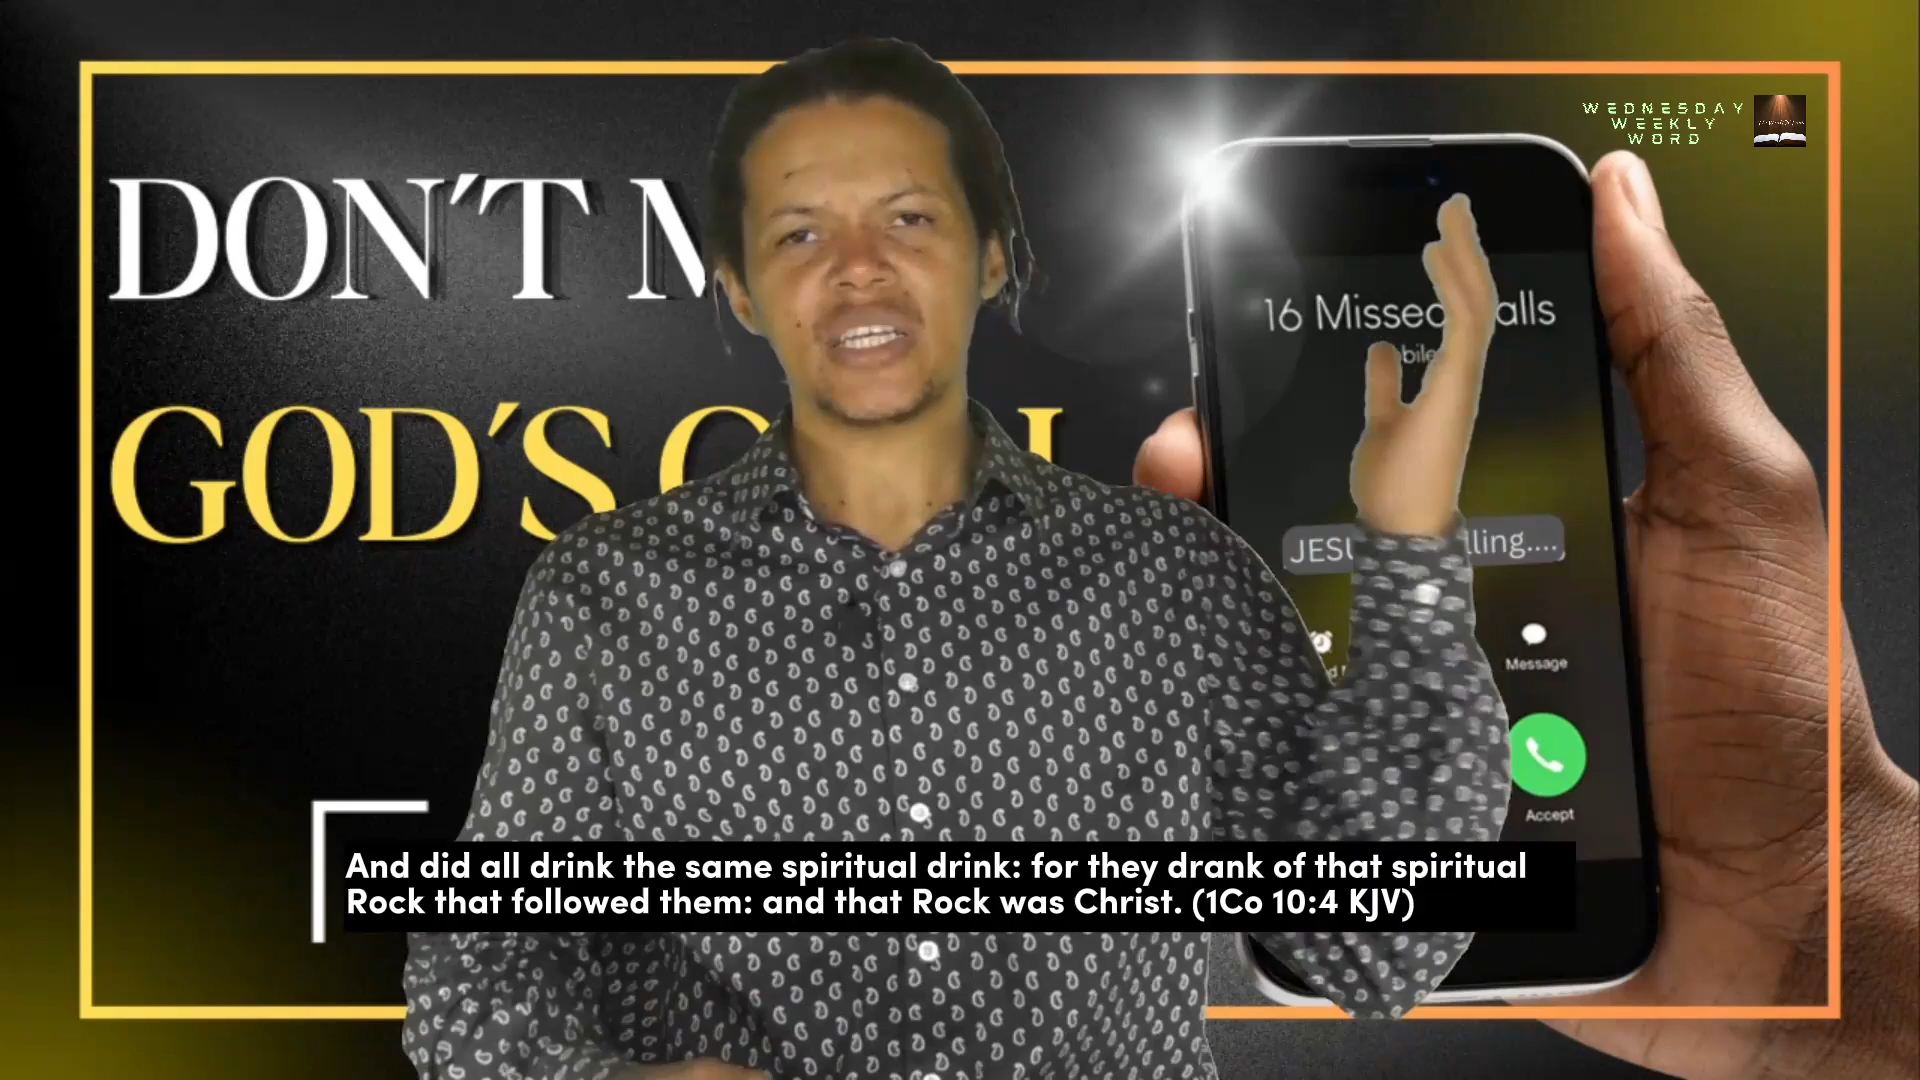 WEDNESDAY
WEEKLY
WORD
DON'T M
GOD'S
16 Missed alls
bile
JESU lling....
Message
Accept
And did all drink the same spiritual drink: for they drank of that spiritual
Rock that followed them: and that Rock was Christ. (1Co 10:4 KJV)